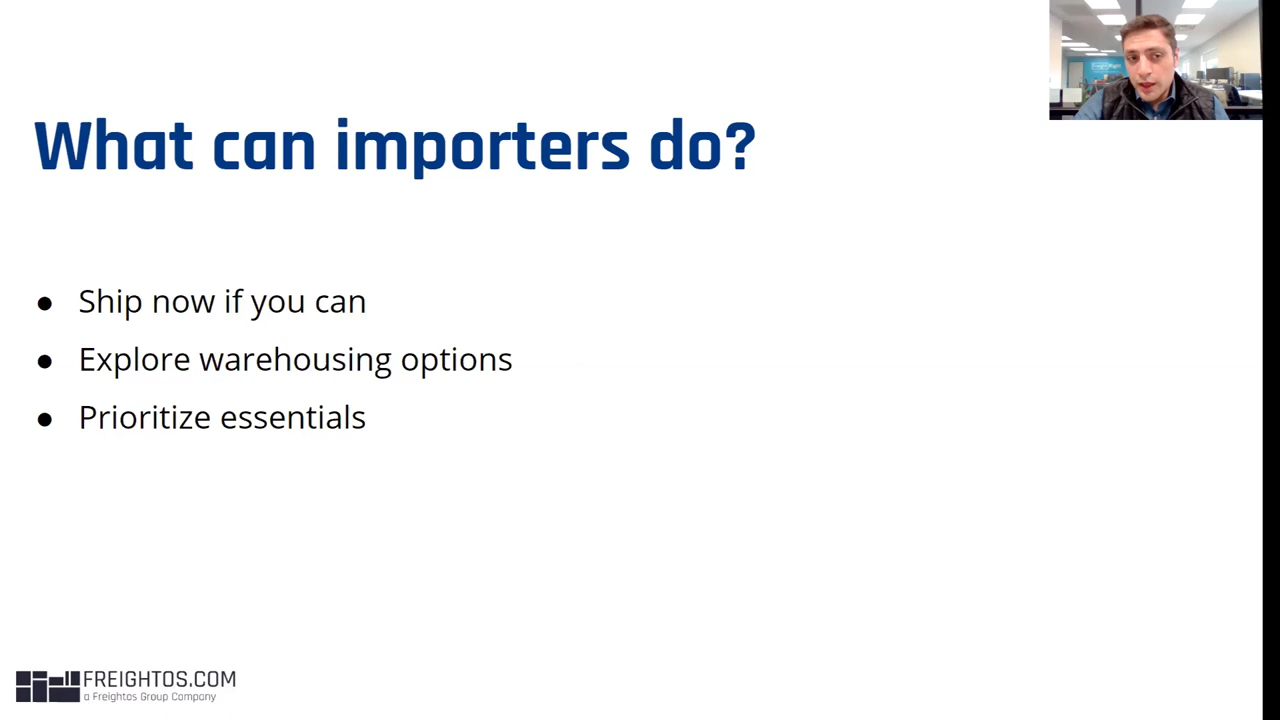 What can importers do?
● Ship now if you can
● Explore warehousing options
● Prioritize essentials
FREIGHTOS.COM
a Freightos Group Company